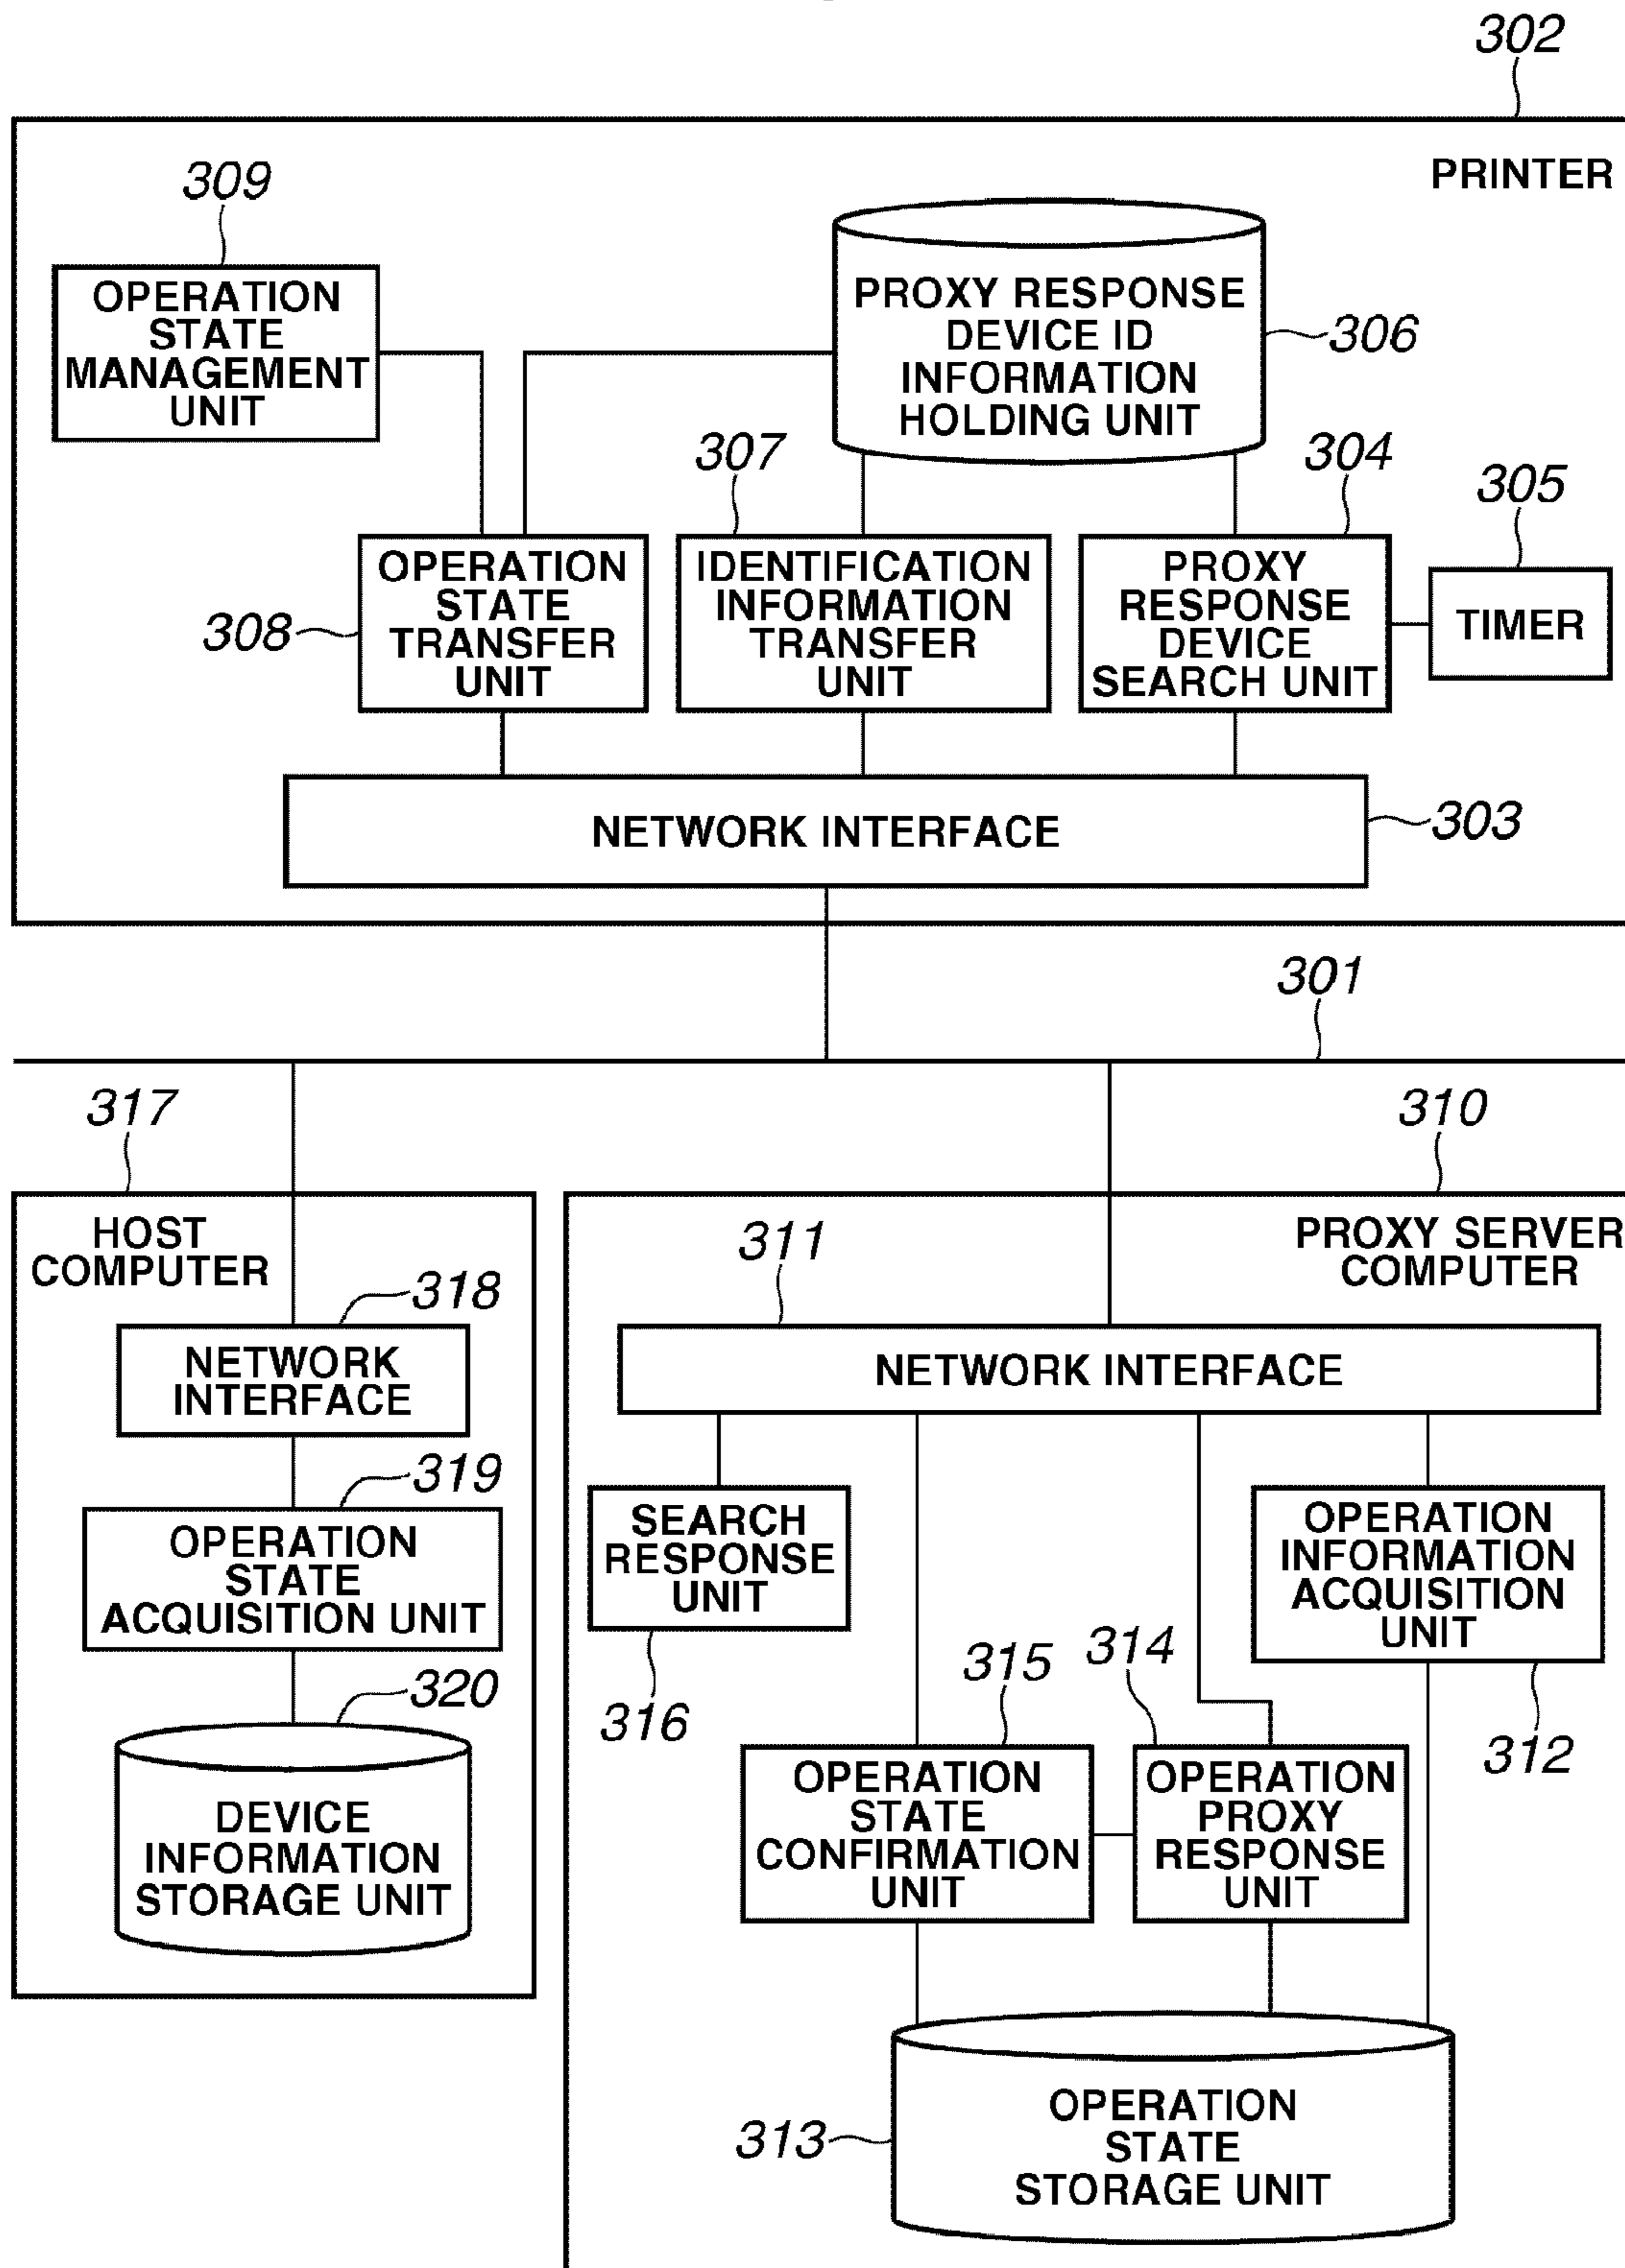 302
PRINTER
309
OPERATION
STATE
MANAGEMENT
UNIT
PROXY RESPONSE
DEVICE ID
INFORMATION
HOLDING UNIT
306
307
304
305
OPERATION
STATE
TRANSFER
UNIT
308
IDENTIFICATION
INFORMATION
TRANSFER
UNIT
PROXY
RESPONSE
DEVICE
SEARCH UNIT
TIMER
NETWORK INTERFACE
303
301
317
310
HOST
COMPUTER
318
NETWORK
INTERFACE
319
OPERATION
STATE
ACQUISITION UNIT
320
DEVICE
INFORMATION
STORAGE UNIT
PROXY SERVER
COMPUTER
311
NETWORK INTERFACE
SEARCH
RESPONSE
UNIT
316
OPERATION
INFORMATION
ACQUISITION
UNIT
312
315
314
OPERATION
STATE
CONFIRMATION
UNIT
OPERATION
PROXY
RESPONSE
UNIT
313
OPERATION
STATE
STORAGE UNIT